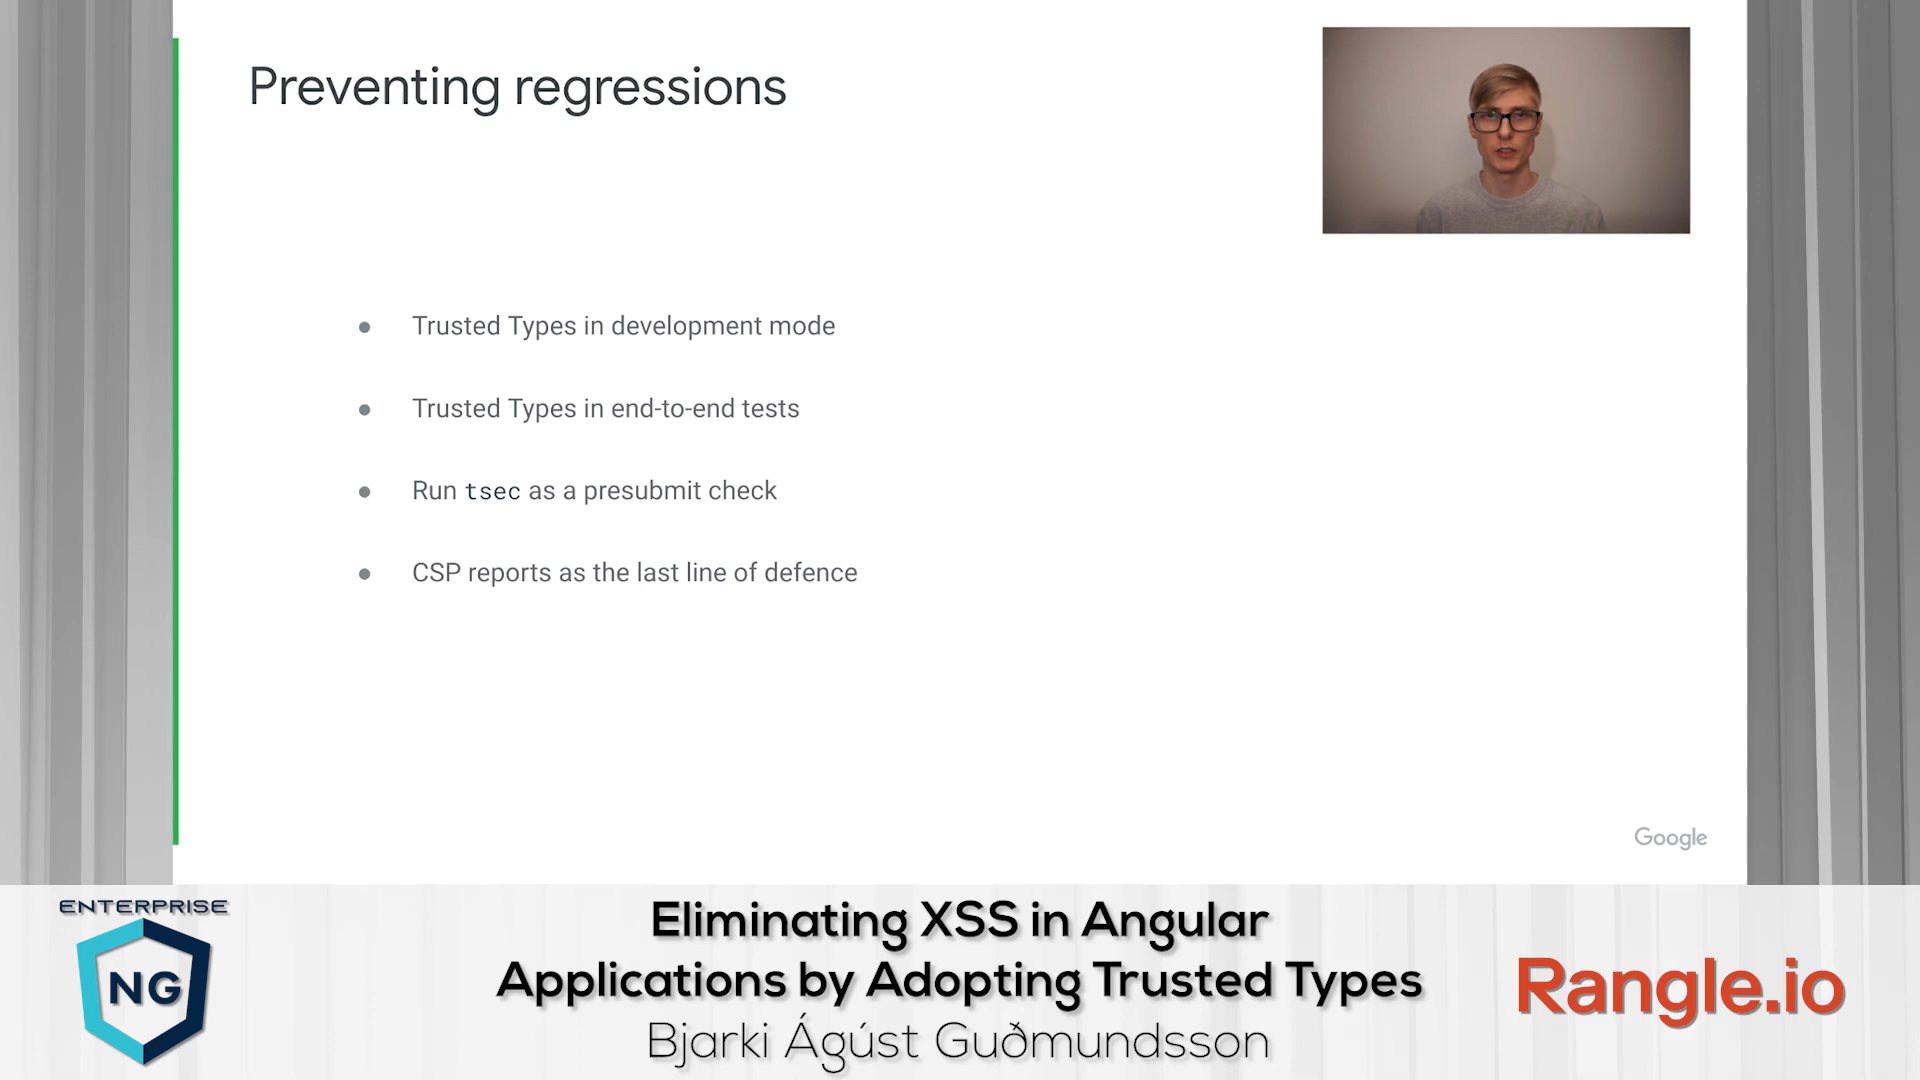 Preventing regressions
● Trusted Types in development mode
● Trusted Types in end-to-end tests
● Run tsec as a presubmit check
● CSP reports as the last line of defence
Google
ENTERPRISE
NG
Eliminating XSS in Angular
Applications by Adopting Trusted Types
Bjarki Ágúst Guðmundsson
Rangle.io